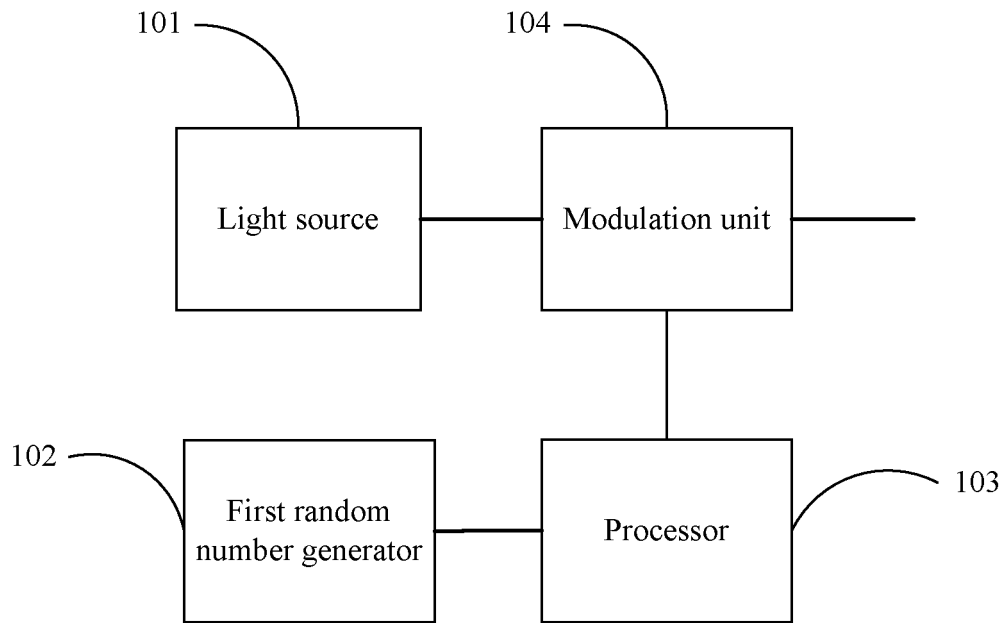 101
104
Light source
Modulation unit
102
First random
number generator
Processor
103